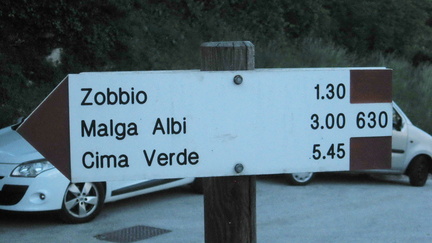 Zobbio 1.30
Malga Albi 3.00 630
Cima Verde 5.45